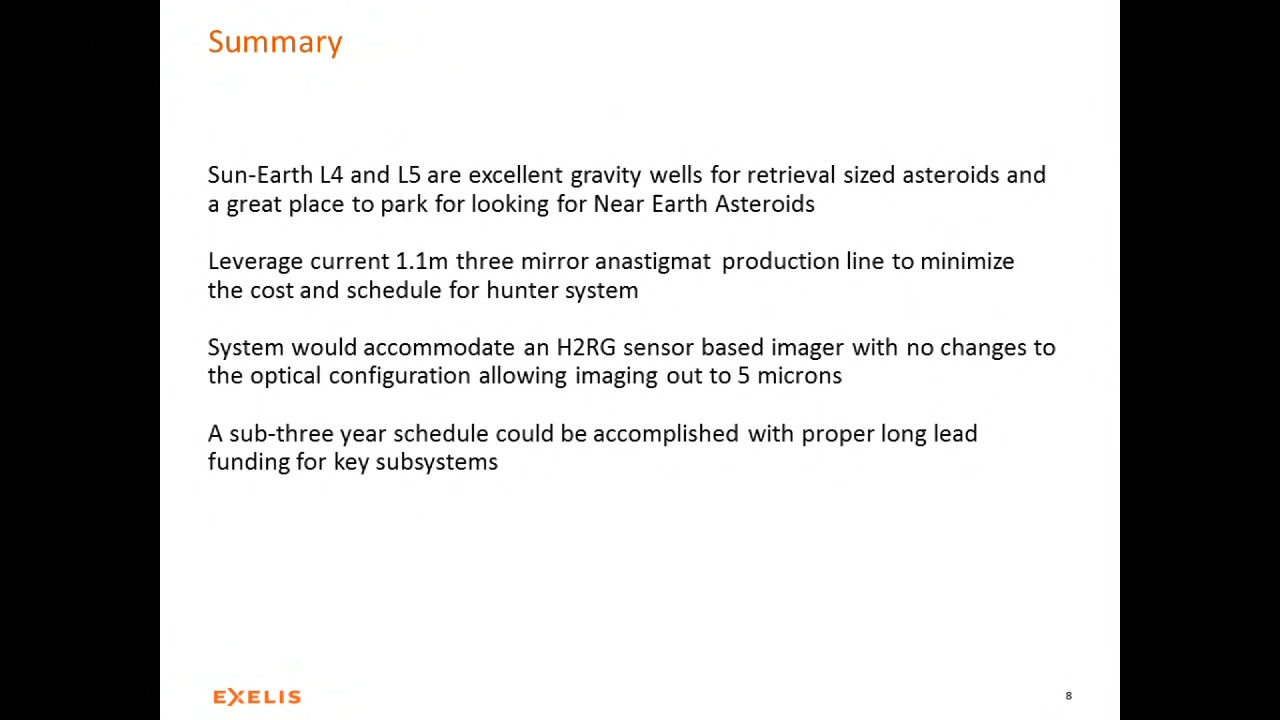 Summary
Sun-Earth L4 and L5 are excellent gravity wells for retrieval sized asteroids and
a great place to park for looking for Near Earth Asteroids
Leverage current 1.1m three mirror anastigmat production line to minimize
the cost and schedule for hunter system
System would accommodate an H2RG sensor based imager with no changes to
the optical configuration allowing imaging out to 5 microns
A sub-three year schedule could be accomplished with proper long lead
funding for key subsystems
EXELIS
8